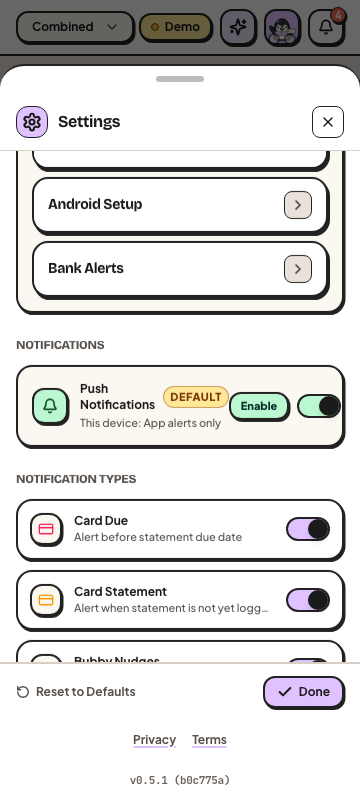 Combined
Demo
4
Settings
Android Setup
Bank Alerts
NOTIFICATIONS
Push
Notifications
DEFAULT
Enable
This device: App alerts only
NOTIFICATION TYPES
Card Due
Alert before statement due date
Card Statement
Alert when statement is not yet logg...
Bubby Nudges
Reset to Defaults
Done
Privacy
Terms
v0.5.1 (b0c775a)